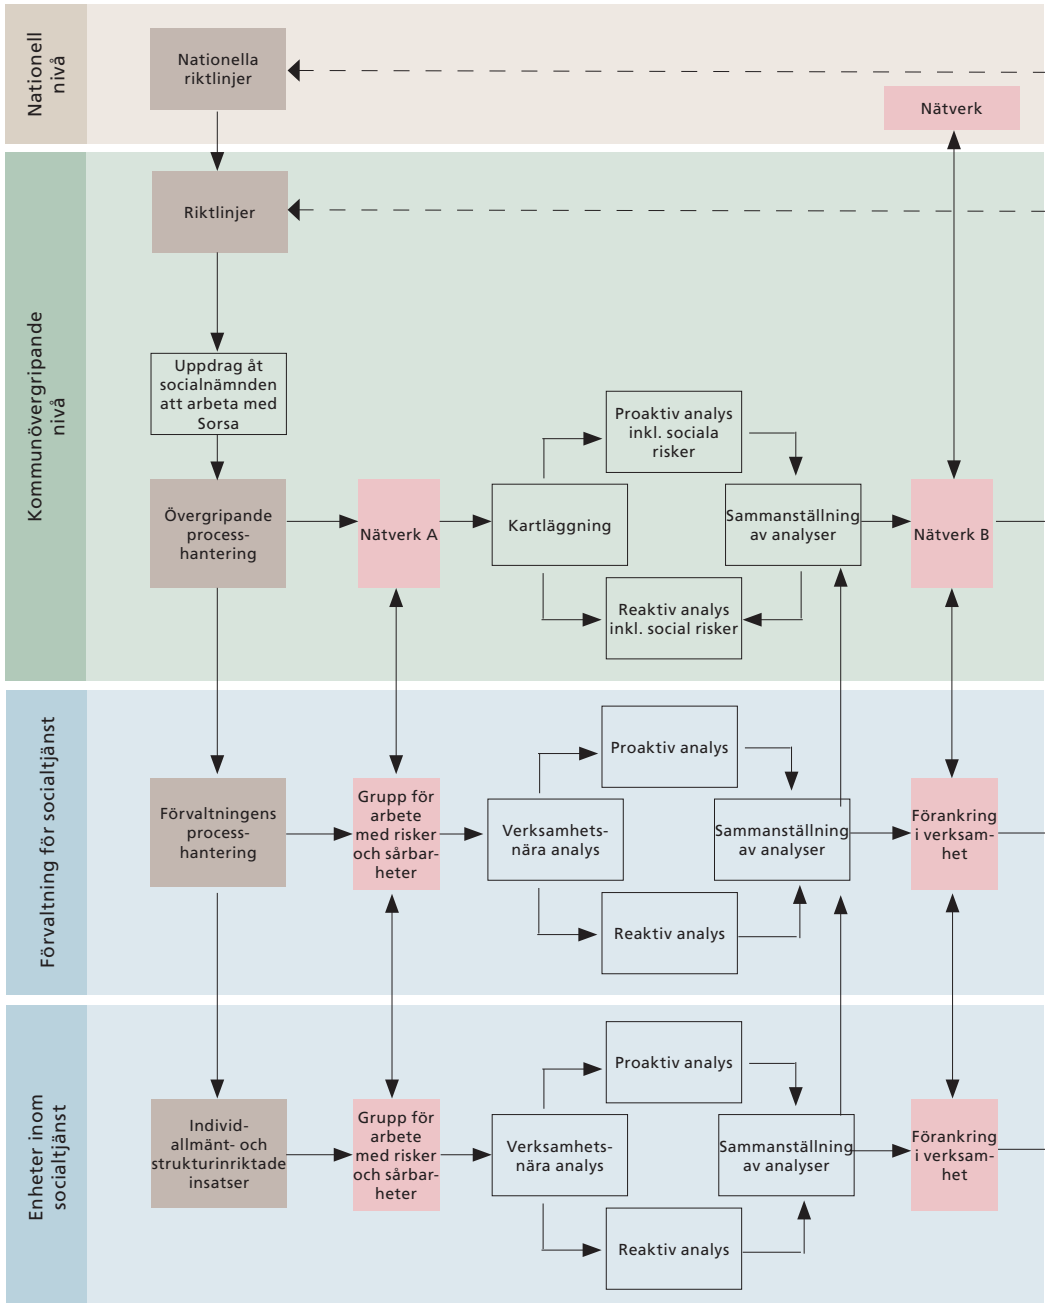 Nationell
nivå
Nationella
riktlinjer
Nätverk
Kommunövergripande
nivå
Riktlinjer
Uppdrag åt
socialnämnden
att arbeta med
Sorsa
Övergripande
process-
hantering
Nätverk A
Kartläggning
Proaktiv analys
inkl. sociala
risker
Reaktiv analys
inkl. social risker
Sammanställning
av analyser
Nätverk B
Förvaltning för socialtjänst
Förvaltningens
process-
hantering
Grupp för
arbete
med risker
och sårbar-
heter
Verksamhets-
nära analys
Proaktiv analys
Reaktiv analys
Sammanställning
av analyser
Förankring
i verksam-
het
Enheter inom
socialtjänst
Individ-
allmänt- och
strukturinriktade
insatser
Grupp för
arbete
med risker
och sårbar-
heter
Verksamhets-
nära analys
Proaktiv analys
Reaktiv analys
Sammanställning
av analyser
Förankring
i verksam-
het